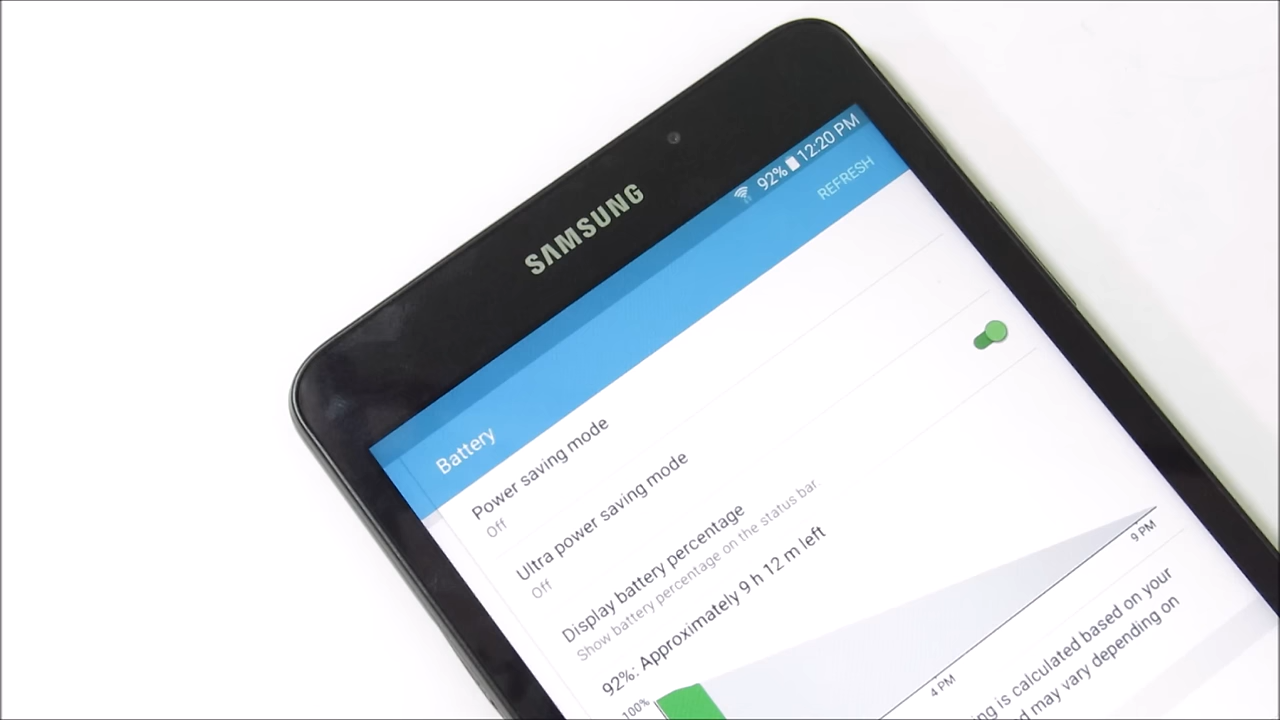 SAMSUNG
92% 12:20 PM
REFRESH
Battery
Power saving mode
Off
Ultra power saving mode
Off
Display battery percentage
Show battery percentage on the status bar.
92%: Approximately 9 h 12 m left
100%
4 PM
9 PM
is calculated based on your
may vary depending on